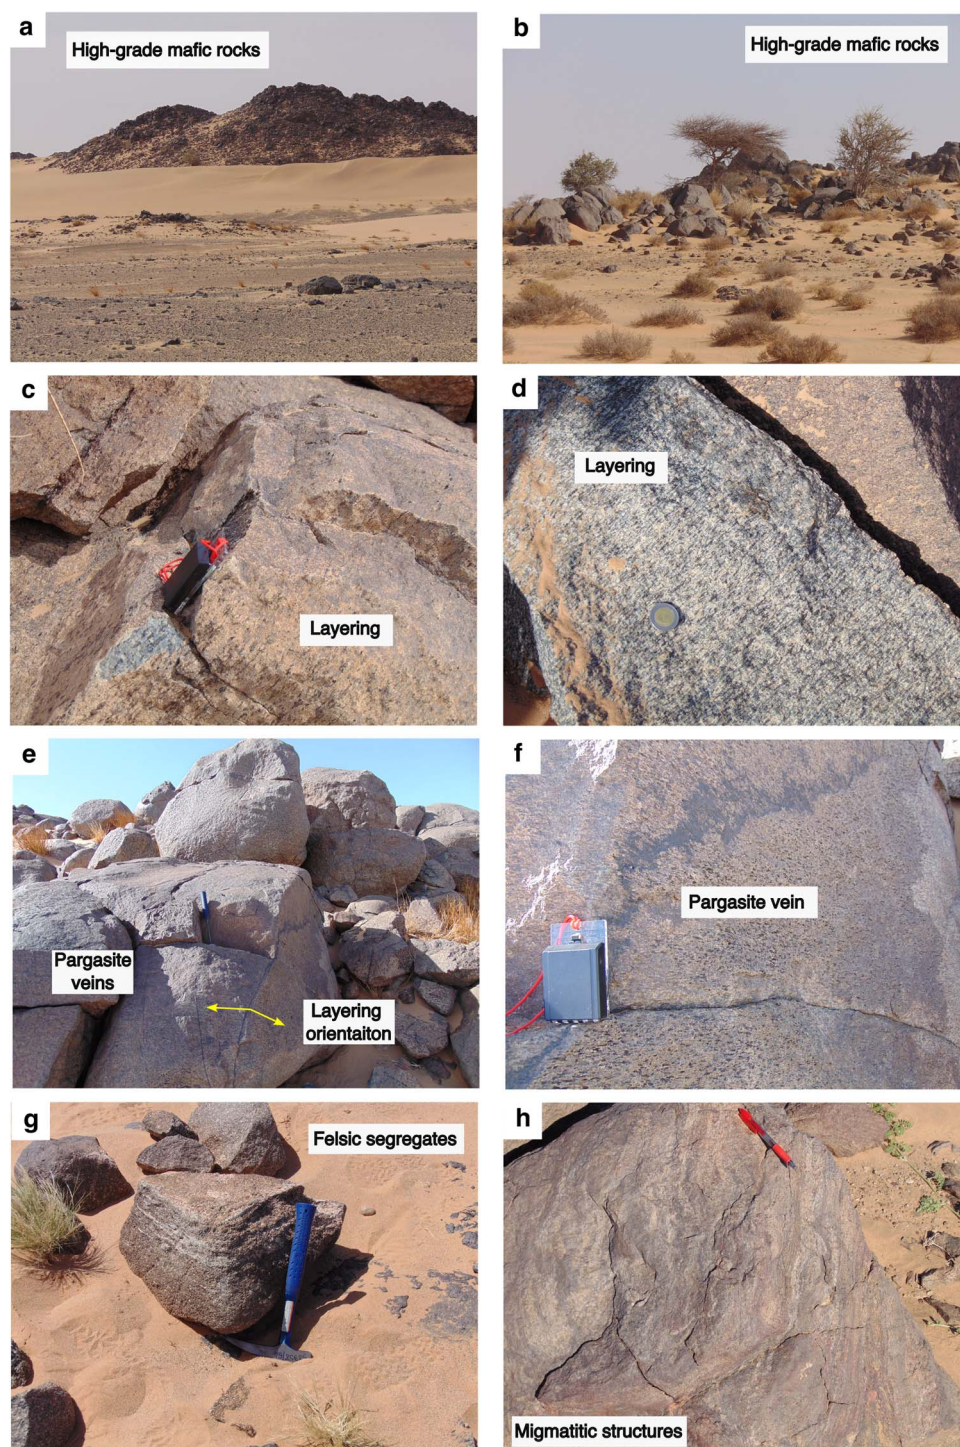 a
High-grade mafic rocks
b
High-grade mafic rocks
c
Layering
d
Layering
e
Pargasite
veins
Layering
orientaiton
f
Pargasite vein
g
Felsic segregates
h
Migmatitic structures